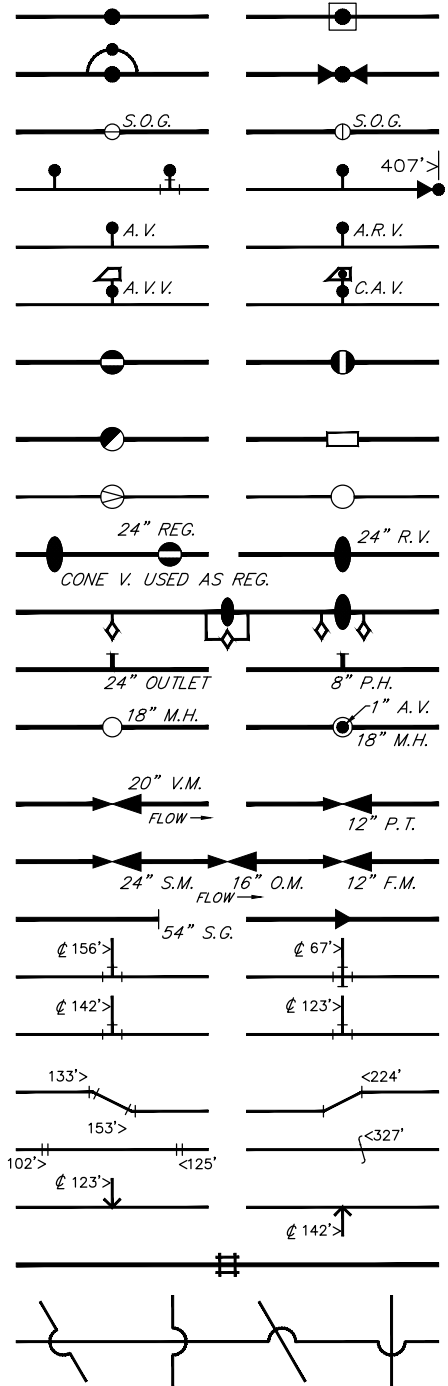 S.O.G. S.O.G.
407'>
A.V. A.R.V.
A.V.V. C.A.V.
24" REG. 24" R.V.
CONE V. USED AS REG.
24" OUTLET 8" P.H.
18" M.H. 1" A.V.
18" M.H.
20" V.M.
FLOW → 12" P.T.
24" S.M. 16" O.M. 12" F.M.
FLOW →
54" S.G.
℄ 156'> ℄ 67'>
℄ 142'> ℄ 123'>
133'> <224'
153'> <327'
102'> <125'
℄ 123'>
℄ 142'>